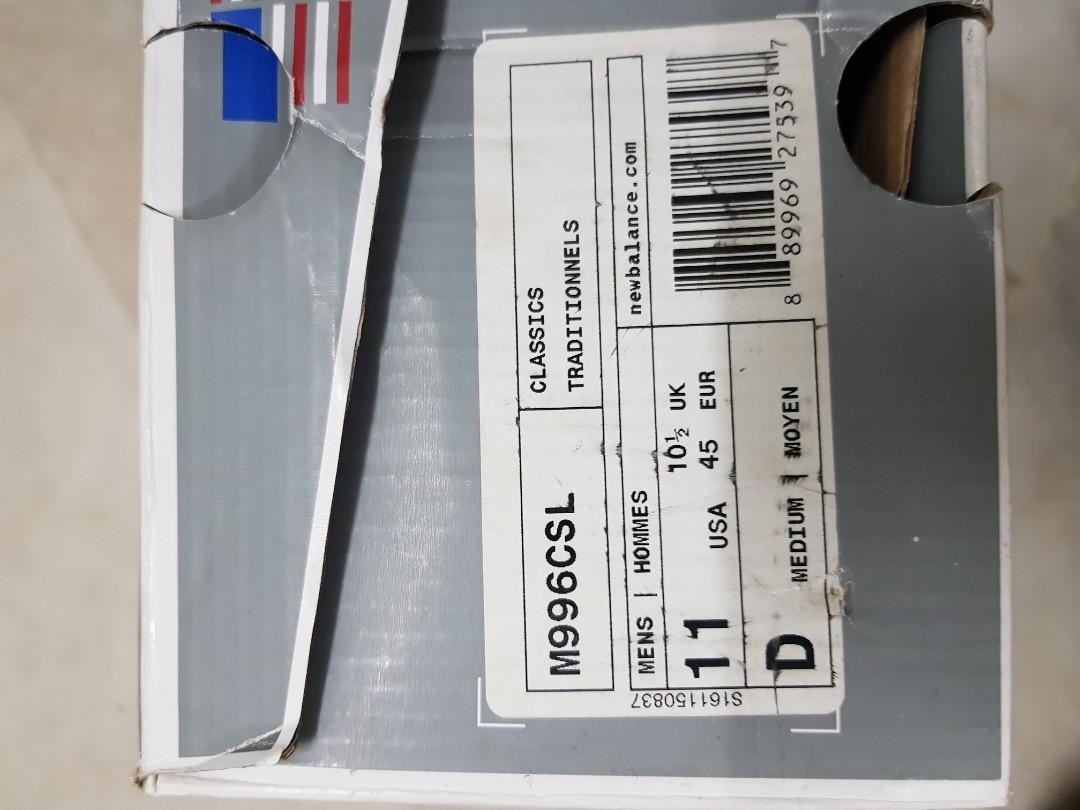 M996CSL
CLASSICS
TRADITIONNELS
MENS | HOMMES
newbalance.com
11
USA
10½ UK
45 EUR
D
MEDIUM | MOYEN
8 89969 27539 7
S161150837